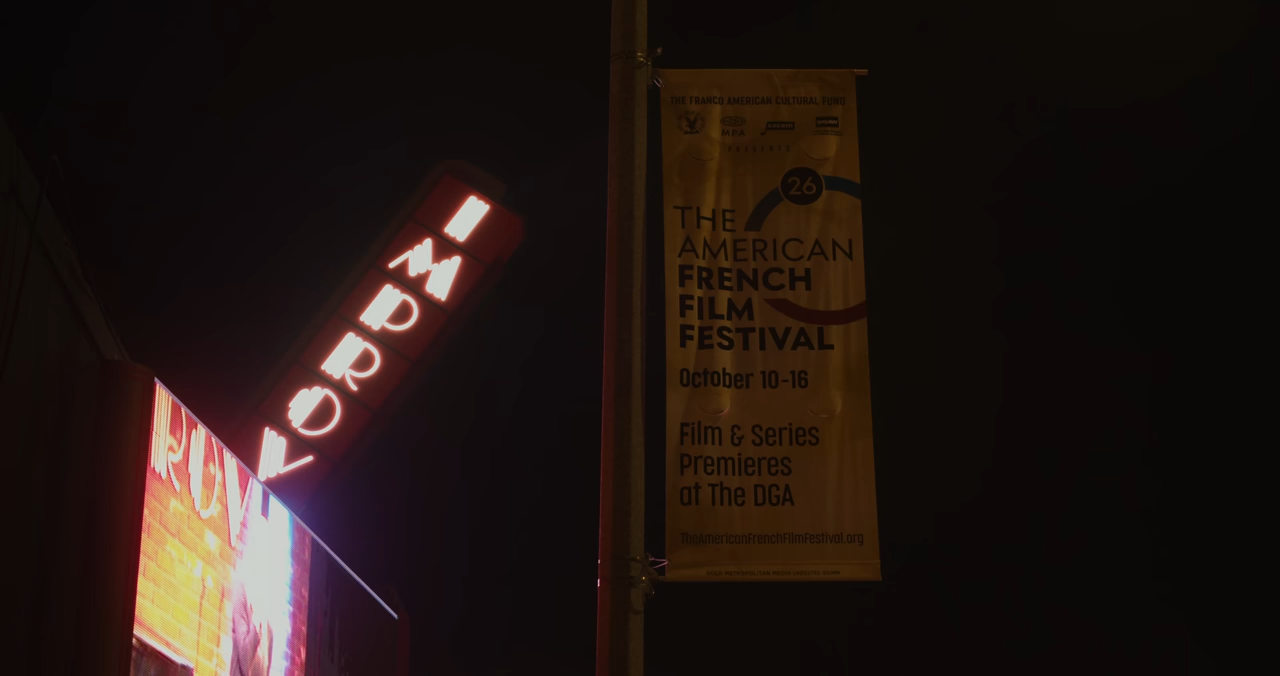 IMPROV
ROV
THE FRANCO AMERICAN CULTURAL FUND
MPA
PRESENTS
26
THE
AMERICAN
FRENCH
FILM
FESTIVAL
October 10-16
Film & Series
Premieres
at The DGA
TheAmericanFrenchFilmFestival.org